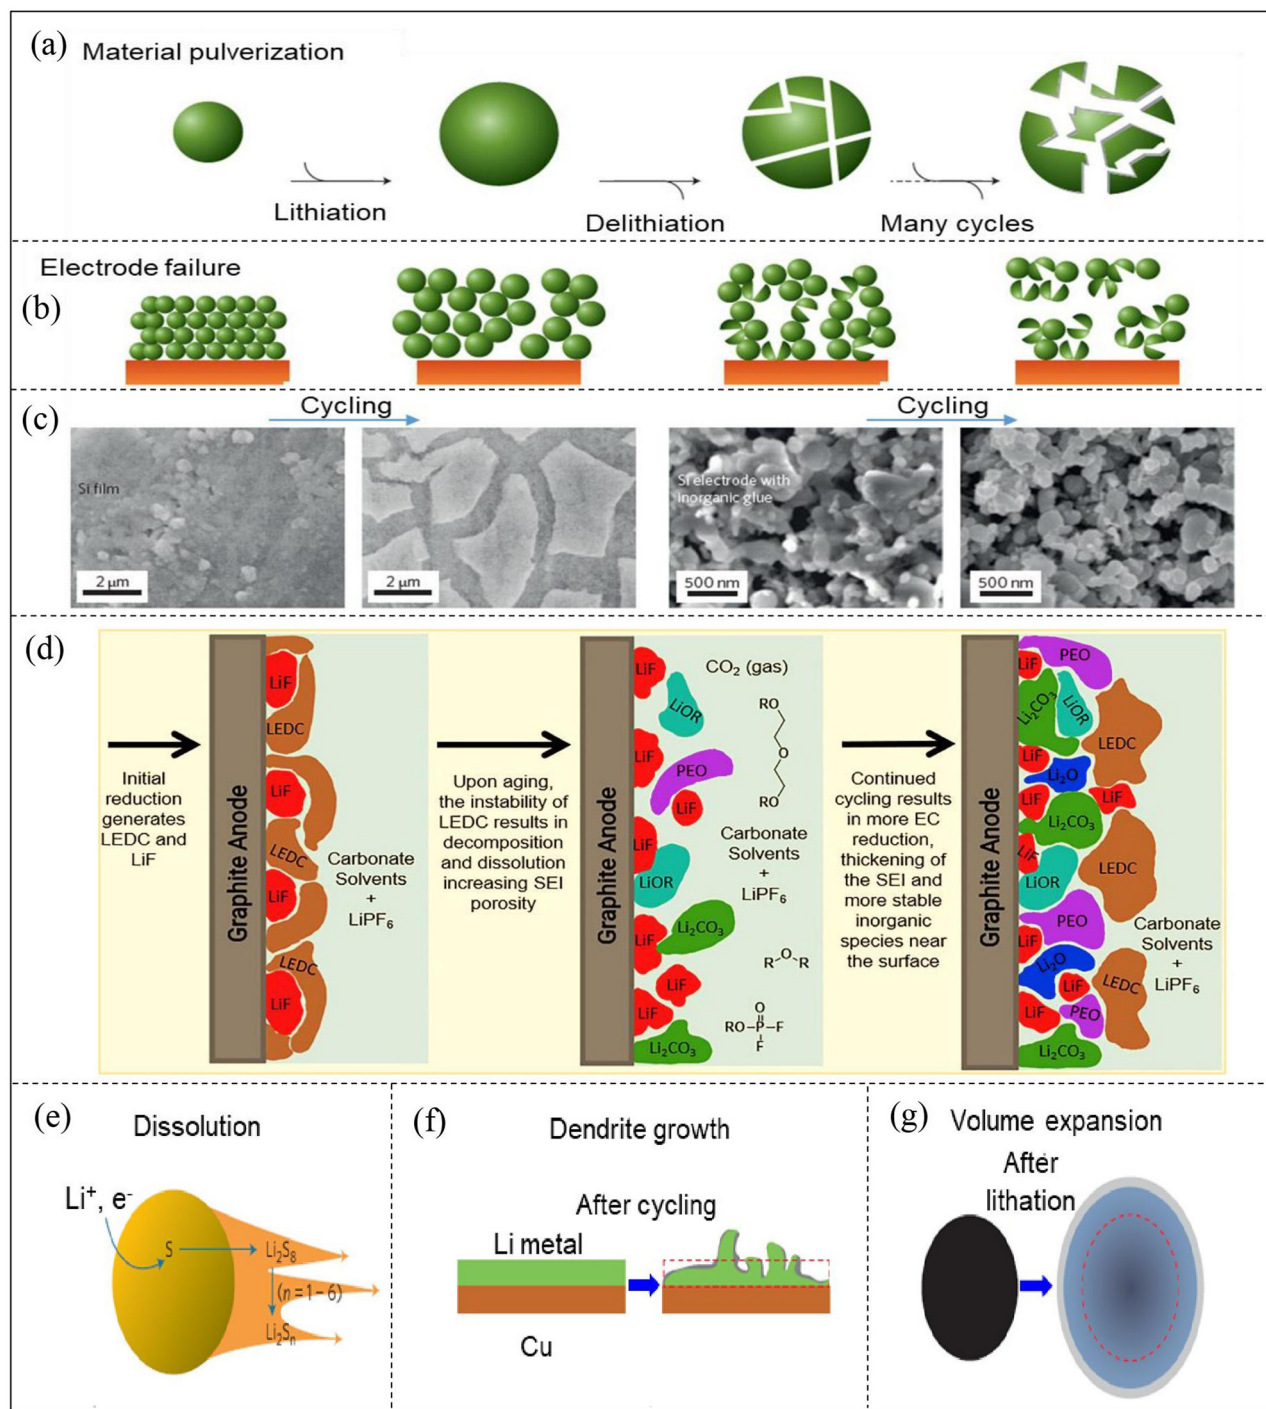 (a)
Material pulverization
Lithiation
Delithiation
Many cycles
Electrode failure
(b)
(c)
Cycling
Cycling
Si film
2 μm
2 μm
Si electrode with
inorganic glue
500 nm
500 nm
(d)
Initial
reduction
generates
LEDC and
LiF
Graphite Anode
LiF
LEDC
LiF
LEDC
LiF
LEDC
LiF
Carbonate
Solvents
+
LiPF6
Upon aging,
the instability of
LEDC results in
decomposition
and dissolution
increasing SEI
porosity
Graphite Anode
LiF
LiOR
LiF
PEO
LiF
LiF
LiOR
LiF
Li2CO3
LiF
LiF
Li2CO3
CO2 (gas)
RO
O
RO
Carbonate
Solvents
+
LiPF6
R-O-R
O
RO-P-F
F
Continued
cycling results
in more EC
reduction,
thickening of
the SEI and
more stable
inorganic
species near
the surface
Graphite Anode
LiF
PEO
Li2CO3
LiOR
LEDC
LiF
Li2O
LiF
LiF
Li2CO3
LiF
LEDC
LiOR
PEO
LiF
Li2O
LiF
LEDC
LiF
PEO
Li2CO3
Carbonate
Solvents
+
LiPF6
(e)
Dissolution
Li+, e-
S
Li2S8
(n = 1 – 6)
Li2Sn
(f)
Dendrite growth
After cycling
Li metal
Cu
(g)
Volume expansion
After
lithation